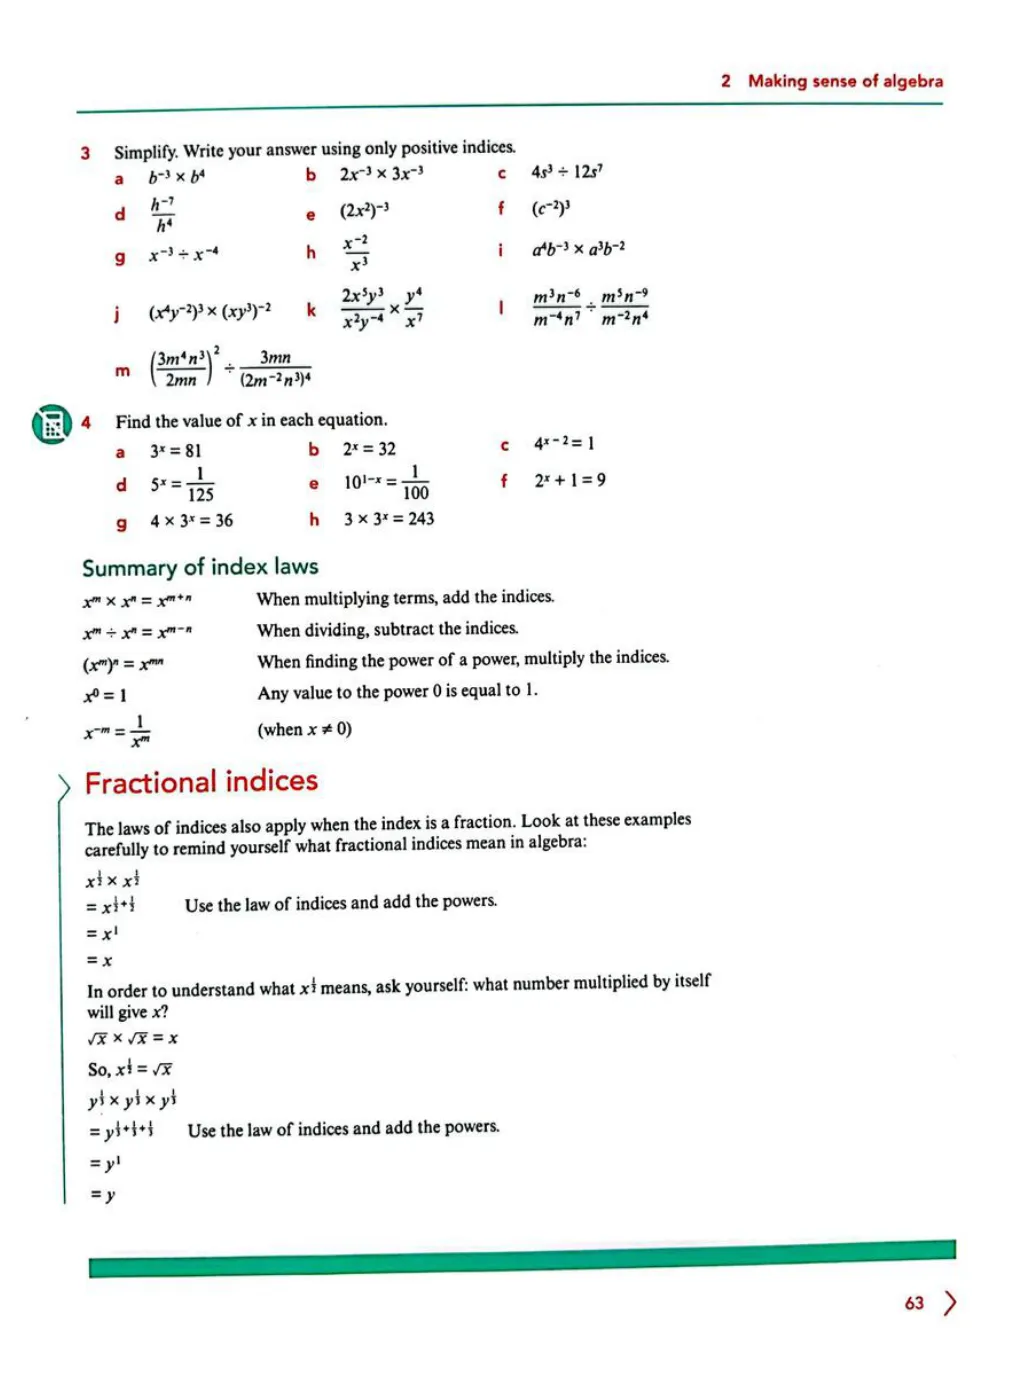 2 Making sense of algebra
3 Simplify. Write your answer using only positive indices.
a b⁻³ × b⁴ b 2x⁻³ × 3x⁻³ c 4s³ ÷ 12s⁷
d h⁻⁷/h⁴ e (2x²)⁻³ f (c⁻²)³
g x⁻³ ÷ x⁻⁴ h x⁻²/x³ i a⁴b⁻³ × a³b⁻²
j (x⁴y⁻²)³ × (xy³)⁻² k 2x⁵y³/x²y⁻⁴ × y⁴/x⁷ l m³n⁻⁶/m⁻⁴n⁷ ÷ m⁵n⁻⁹/m⁻²n⁴
m (3m⁴n³/2mn)² ÷ 3mn/(2m⁻²n³)⁴
4 Find the value of x in each equation.
a 3ˣ = 81 b 2ˣ = 32 c 4ˣ⁻² = 1
d 5ˣ = 1/125 e 10¹⁻ˣ = 1/100 f 2ˣ + 1 = 9
g 4 × 3ˣ = 36 h 3 × 3ˣ = 243
Summary of index laws
xᵐ × xⁿ = xᵐ⁺ⁿ When multiplying terms, add the indices.
xᵐ ÷ xⁿ = xᵐ⁻ⁿ When dividing, subtract the indices.
(xᵐ)ⁿ = xᵐⁿ When finding the power of a power, multiply the indices.
x⁰ = 1 Any value to the power 0 is equal to 1.
x⁻ᵐ = 1/xᵐ (when x ≠ 0)
Fractional indices
The laws of indices also apply when the index is a fraction. Look at these examples
carefully to remind yourself what fractional indices mean in algebra:
x^½ × x^½
= x^½+½ Use the law of indices and add the powers.
= x¹
= x
In order to understand what x^½ means, ask yourself: what number multiplied by itself
will give x?
√x × √x = x
So, x^½ = √x
y^⅓ × y^⅓ × y^⅓
= y^⅓+⅓+⅓ Use the law of indices and add the powers.
= y¹
= y
63